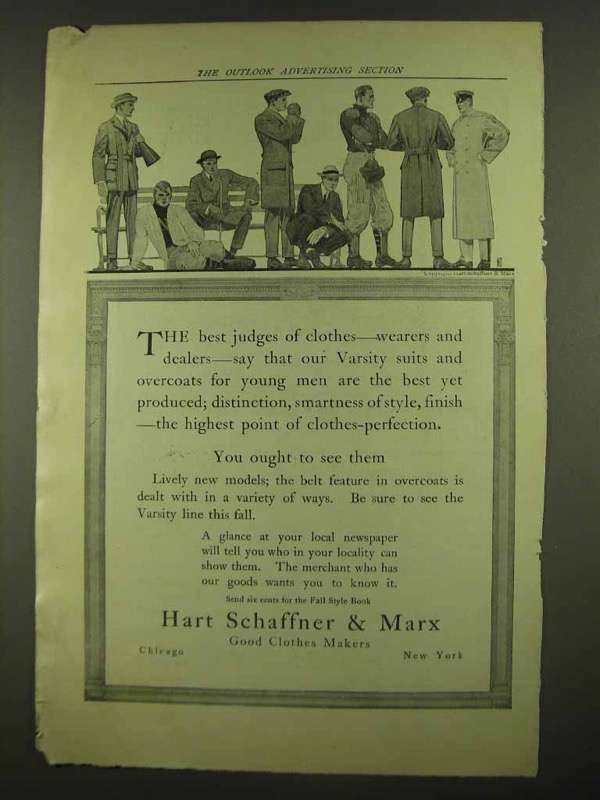 THE OUTLOOK ADVERTISING SECTION
Hart Schaffner & Marx
THE best judges of clothes—wearers and
dealers—say that our Varsity suits and
overcoats for young men are the best yet
produced; distinction, smartness of style, finish
—the highest point of clothes-perfection.
You ought to see them
Lively new models; the belt feature in overcoats is
dealt with in a variety of ways. Be sure to see the
Varsity line this fall.
A glance at your local newspaper
will tell you who in your locality can
show them. The merchant who has
our goods wants you to know it.
Send six cents for the Fall Style Book
Hart Schaffner & Marx
Good Clothes Makers
Chicago
New York